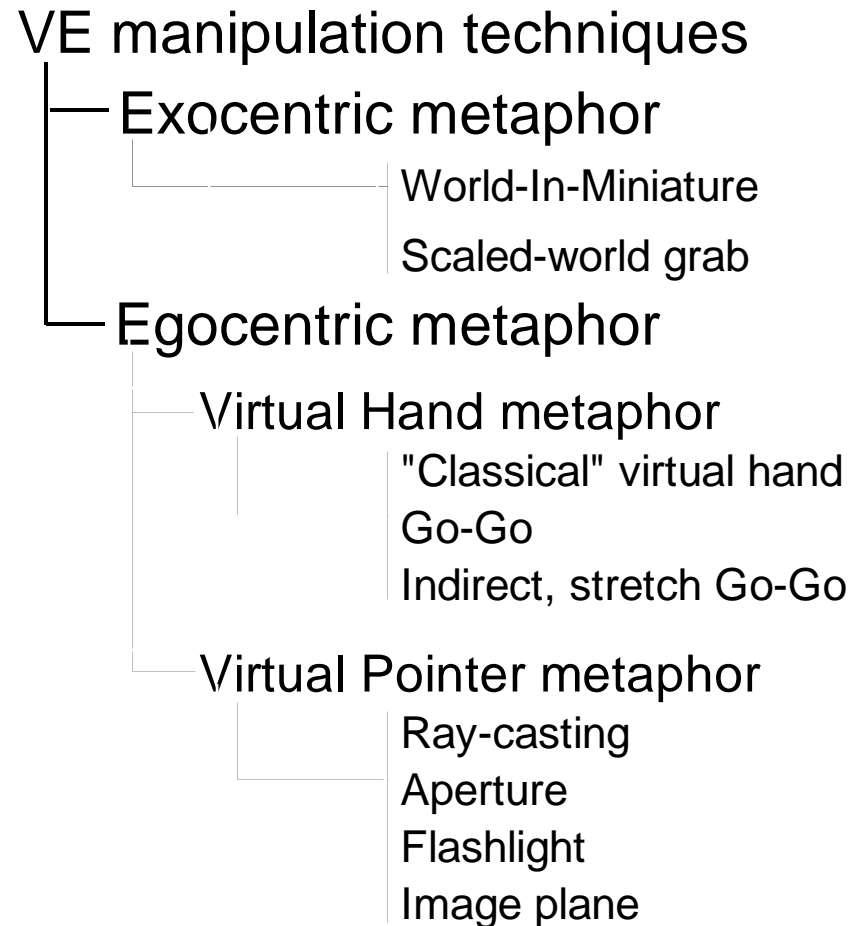 VE manipulation techniques
Exocentric metaphor
World-In-Miniature
Scaled-world grab
Egocentric metaphor
Virtual Hand metaphor
"Classical" virtual hand
Go-Go
Indirect, stretch Go-Go
Virtual Pointer metaphor
Ray-casting
Aperture
Flashlight
Image plane